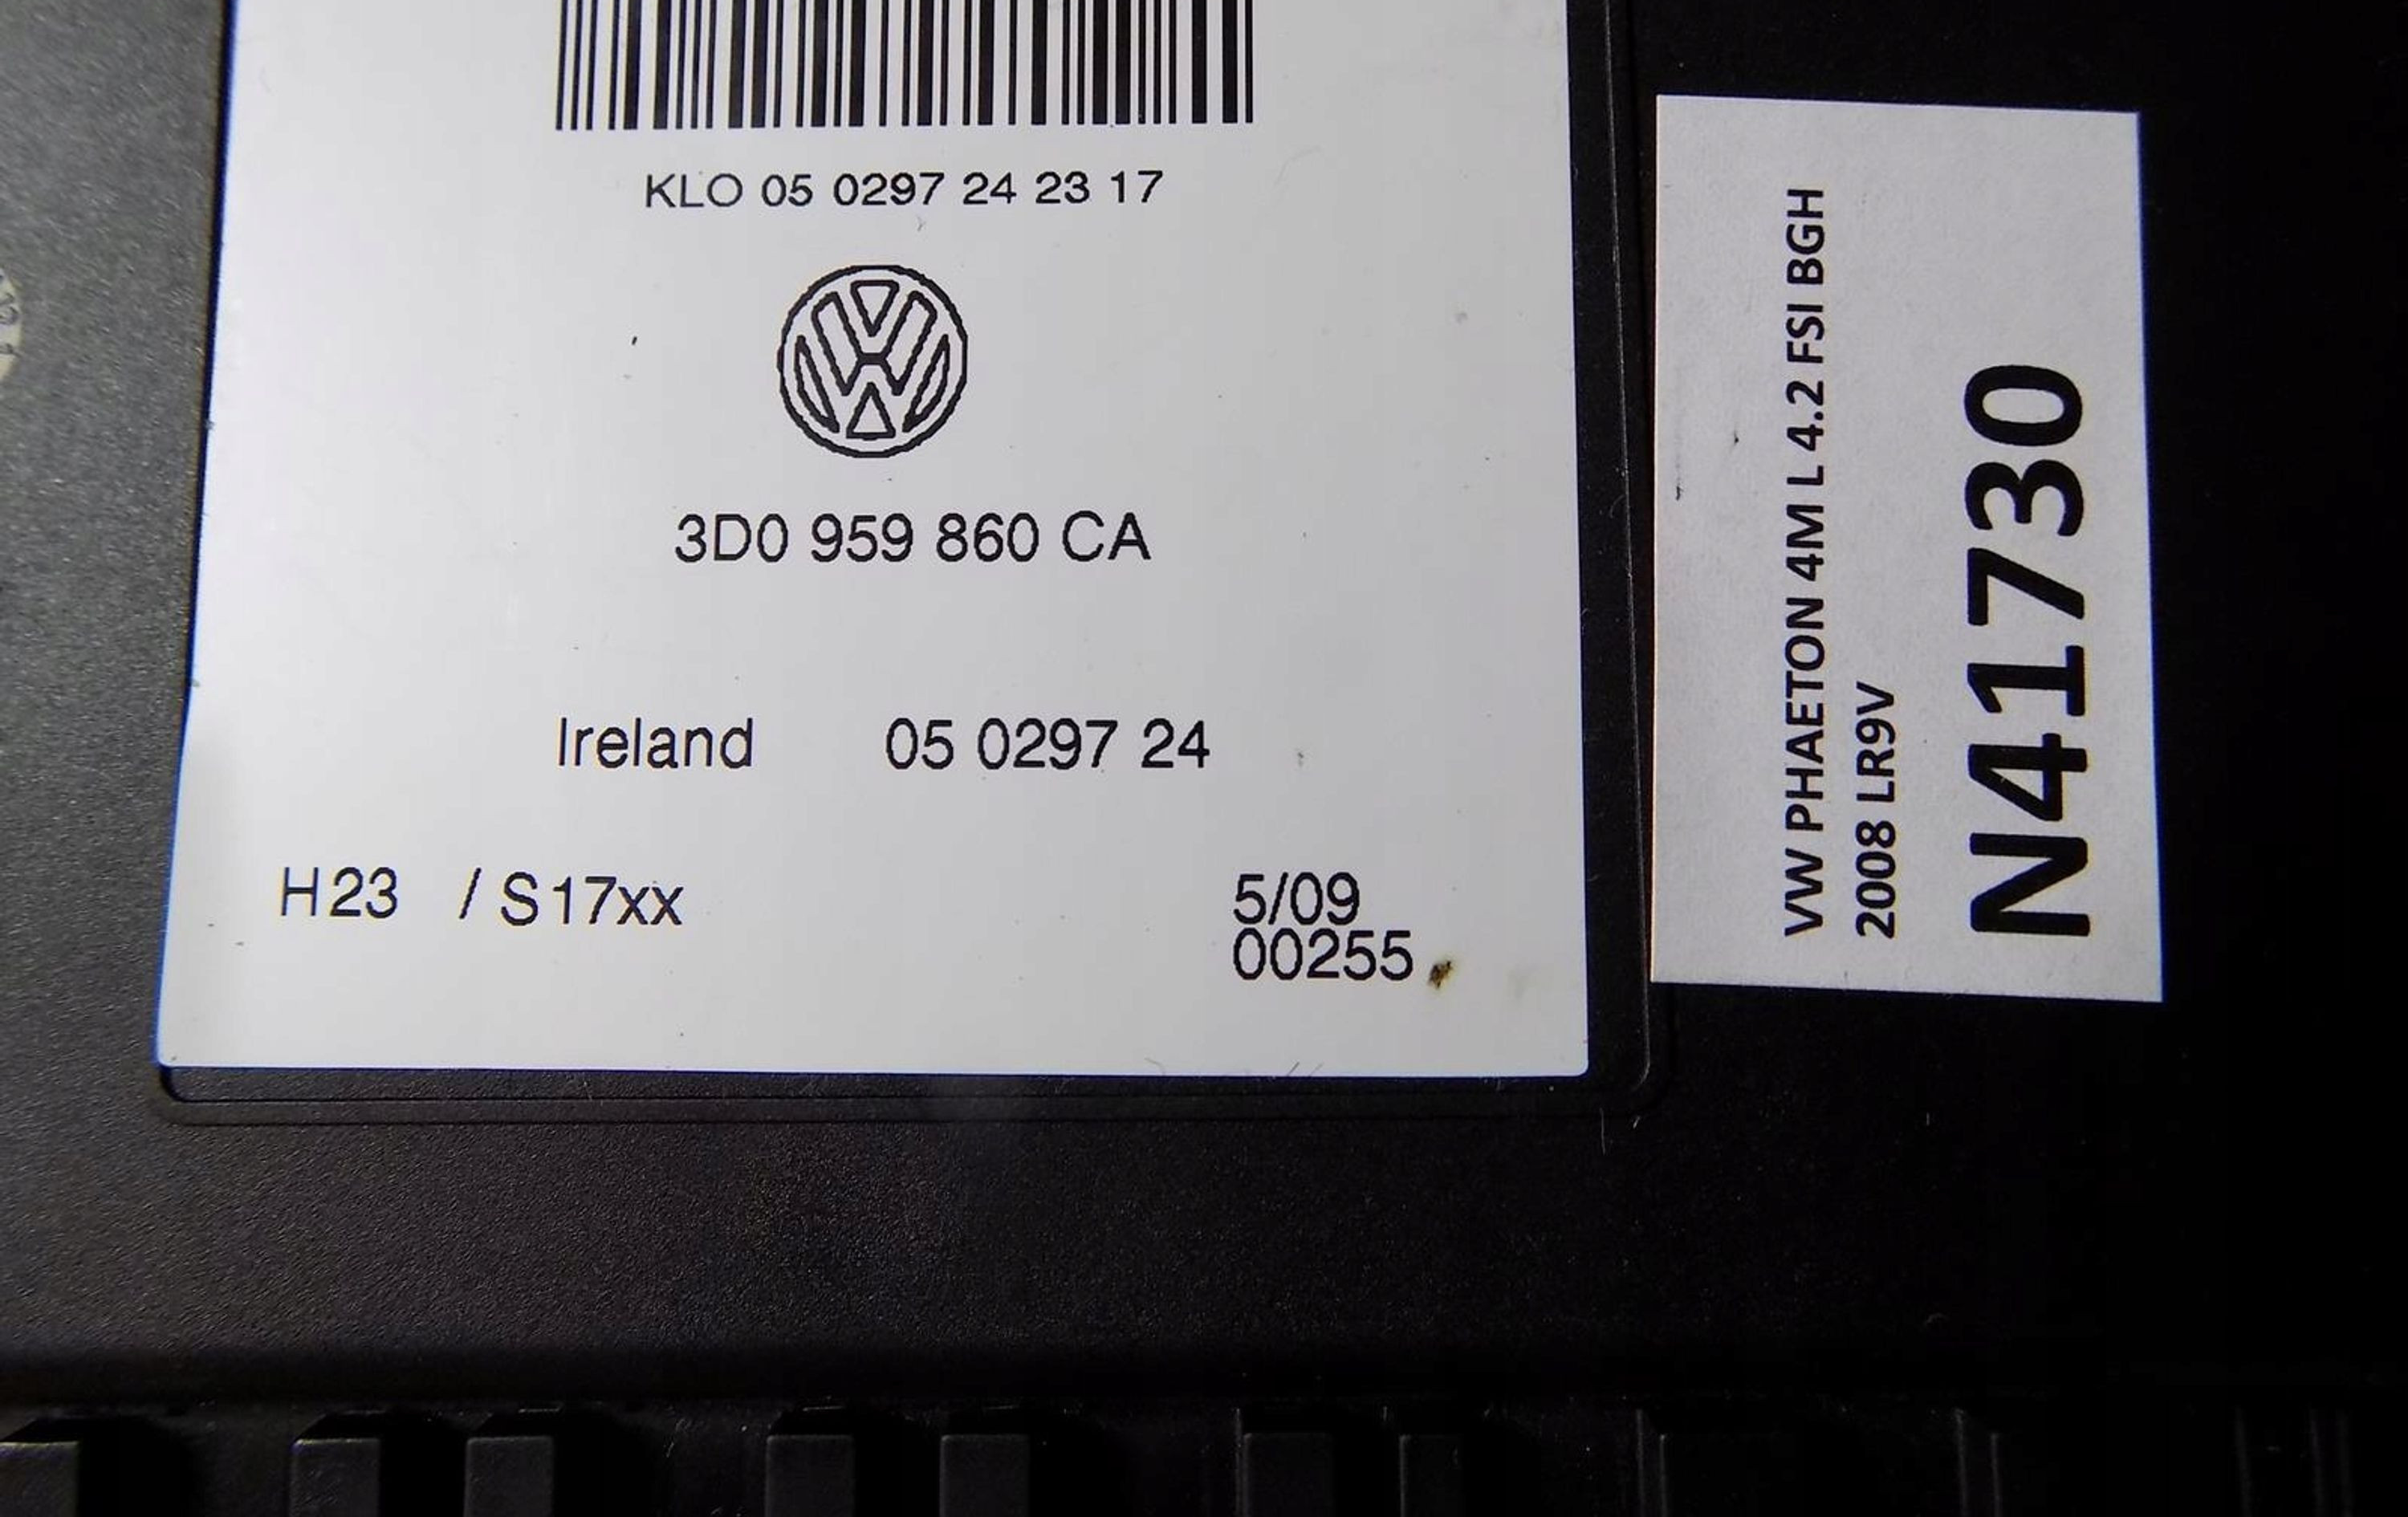 KLO 05 0297 24 23 17
3D0 959 860 CA
Ireland 05 0297 24
H23 / S17xx
5/09
00255
VW PHAETON 4M L 4.2 FSI BGH
2008 LR9V
N41730